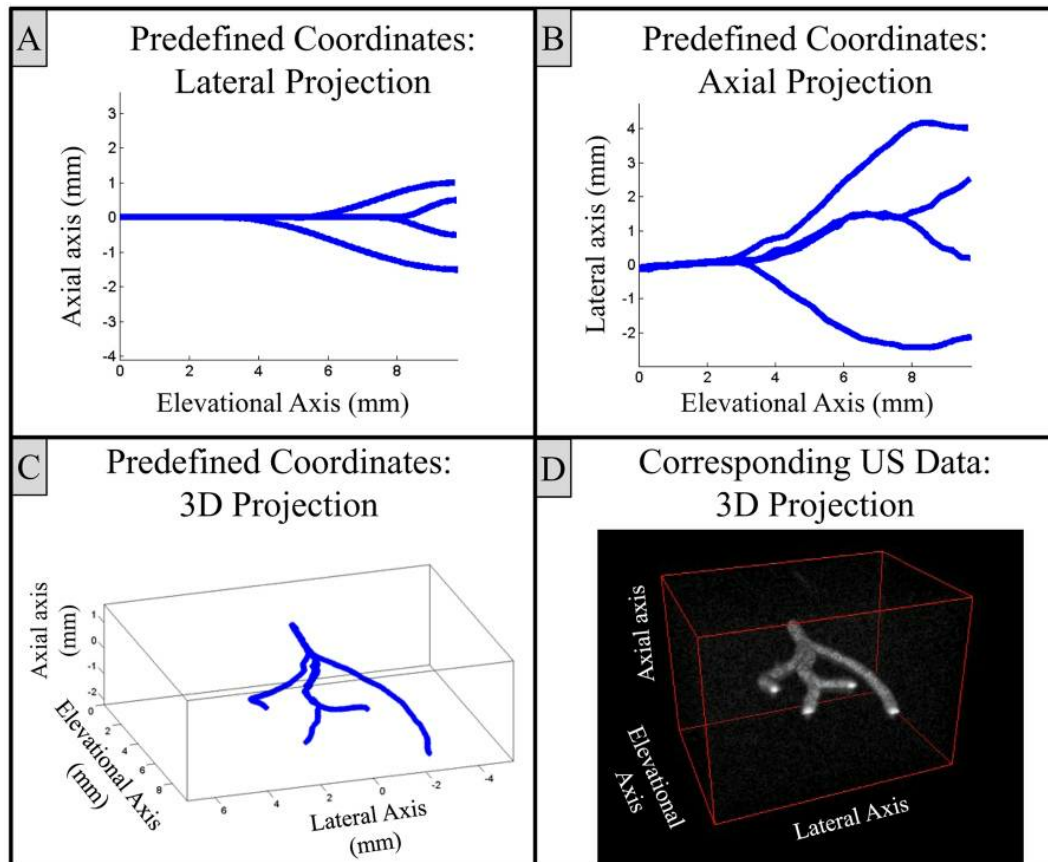 A
Predefined Coordinates:
Lateral Projection
3
2
1
0
-1
-2
-3
-4
0 2 4 6 8
Axial axis (mm)
Elevational Axis (mm)
B
Predefined Coordinates:
Axial Projection
4
3
2
1
0
-1
-2
0 2 4 6 8
Lateral axis (mm)
Elevational Axis (mm)
C
Predefined Coordinates:
3D Projection
Axial axis
(mm)
1
0
-1
-2
0
2
4
6
8
Elevational Axis
(mm)
6 4 2 0 -2 -4
Lateral Axis
(mm)
D
Corresponding US Data:
3D Projection
Axial axis
Elevational
Axis
Lateral Axis